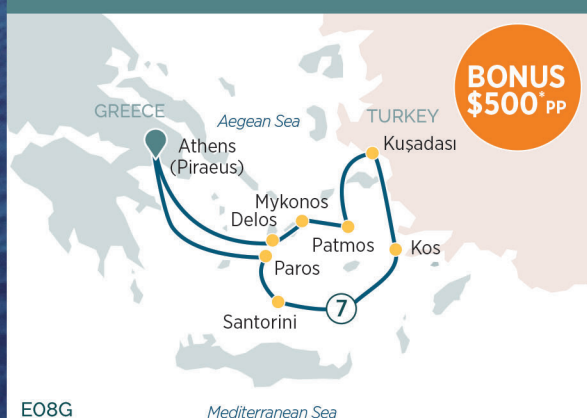 BONUS
$500* PP
GREECE
TURKEY
Aegean Sea
Athens
(Piraeus)
Kuşadası
Mykonos
Delos
Patmos
Kos
Paros
7
Santorini
E08G
Mediterranean Sea